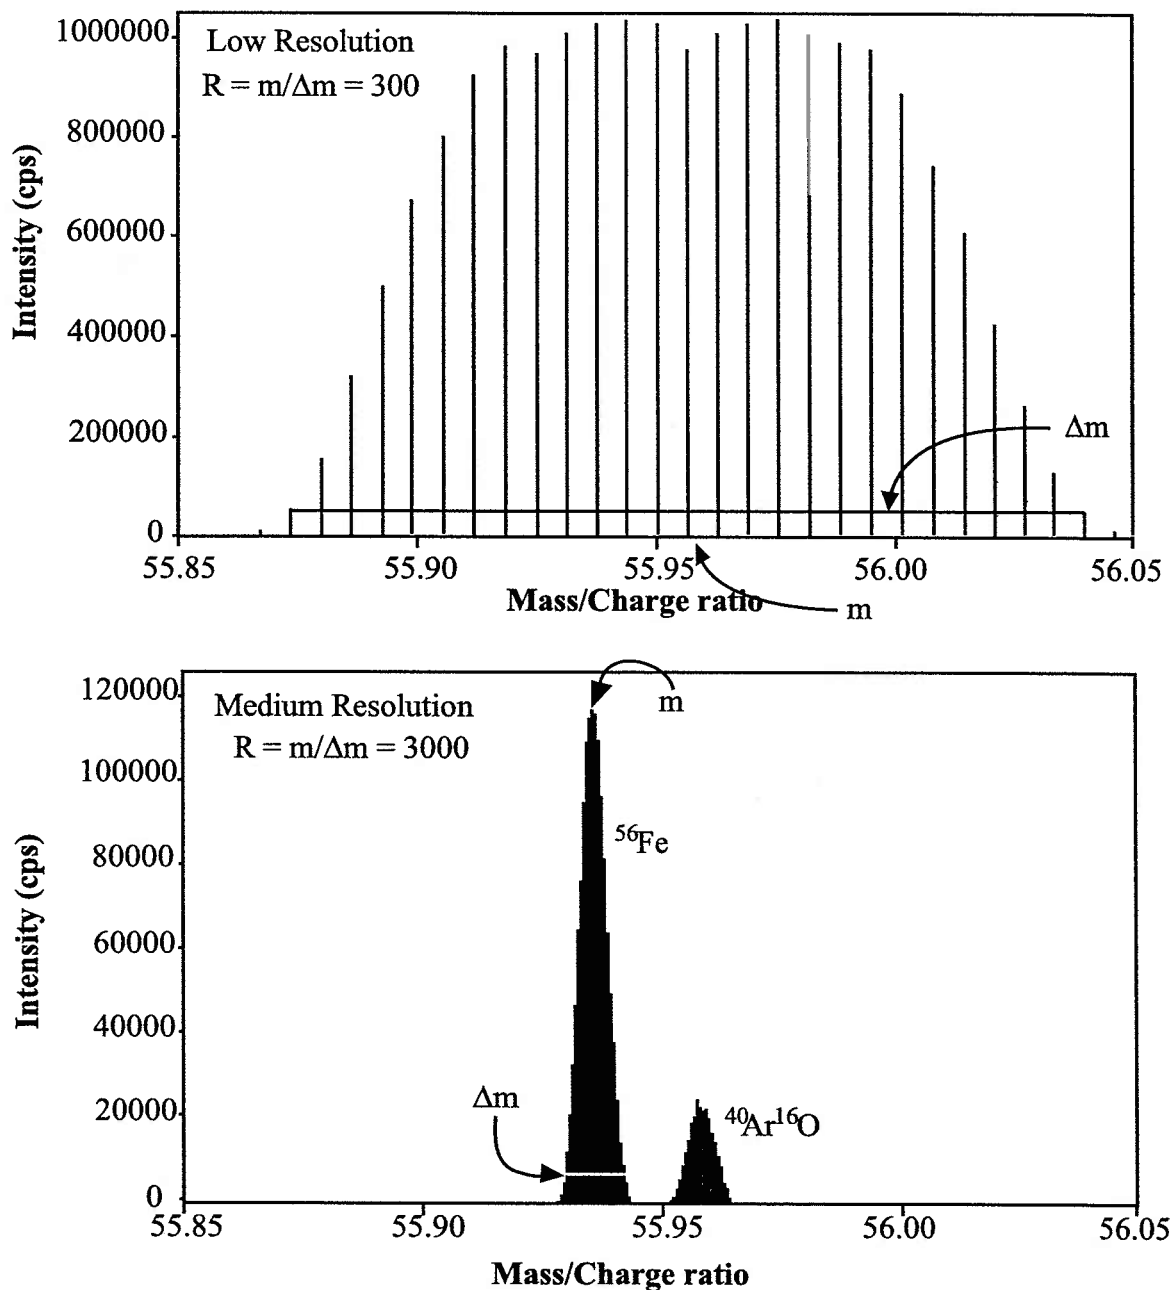 1000000
Low Resolution
R = m/Δm = 300
800000
600000
400000
200000
0
Intensity (cps)
Δm
55.85
55.90
55.95
56.00
56.05
Mass/Charge ratio
m
120000
Medium Resolution
R = m/Δm = 3000
m
100000
80000
60000
40000
20000
0
Intensity (cps)
⁵⁶Fe
Δm
⁴⁰Ar¹⁶O
55.85
55.90
55.95
56.00
56.05
Mass/Charge ratio